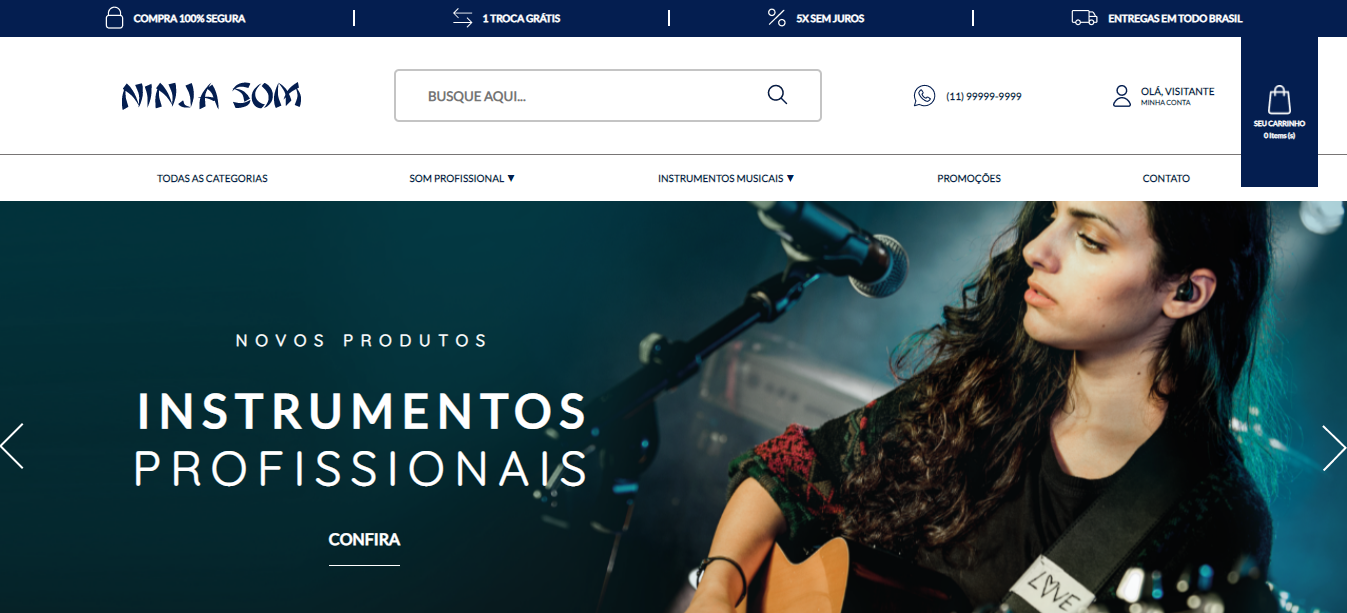 COMPRA 100% SEGURA
1 TROCA GRÁTIS
5X SEM JUROS
ENTREGAS EM TODO BRASIL
NINJA SOM
BUSQUE AQUI...
(11) 99999-9999
OLÁ, VISITANTE
MINHA CONTA
SEU CARRINHO
0 Items (s)
TODAS AS CATEGORIAS
SOM PROFISSIONAL ▼
INSTRUMENTOS MUSICAIS ▼
PROMOÇÕES
CONTATO
NOVOS PRODUTOS
INSTRUMENTOS
PROFISSIONAIS
CONFIRA
LOVE